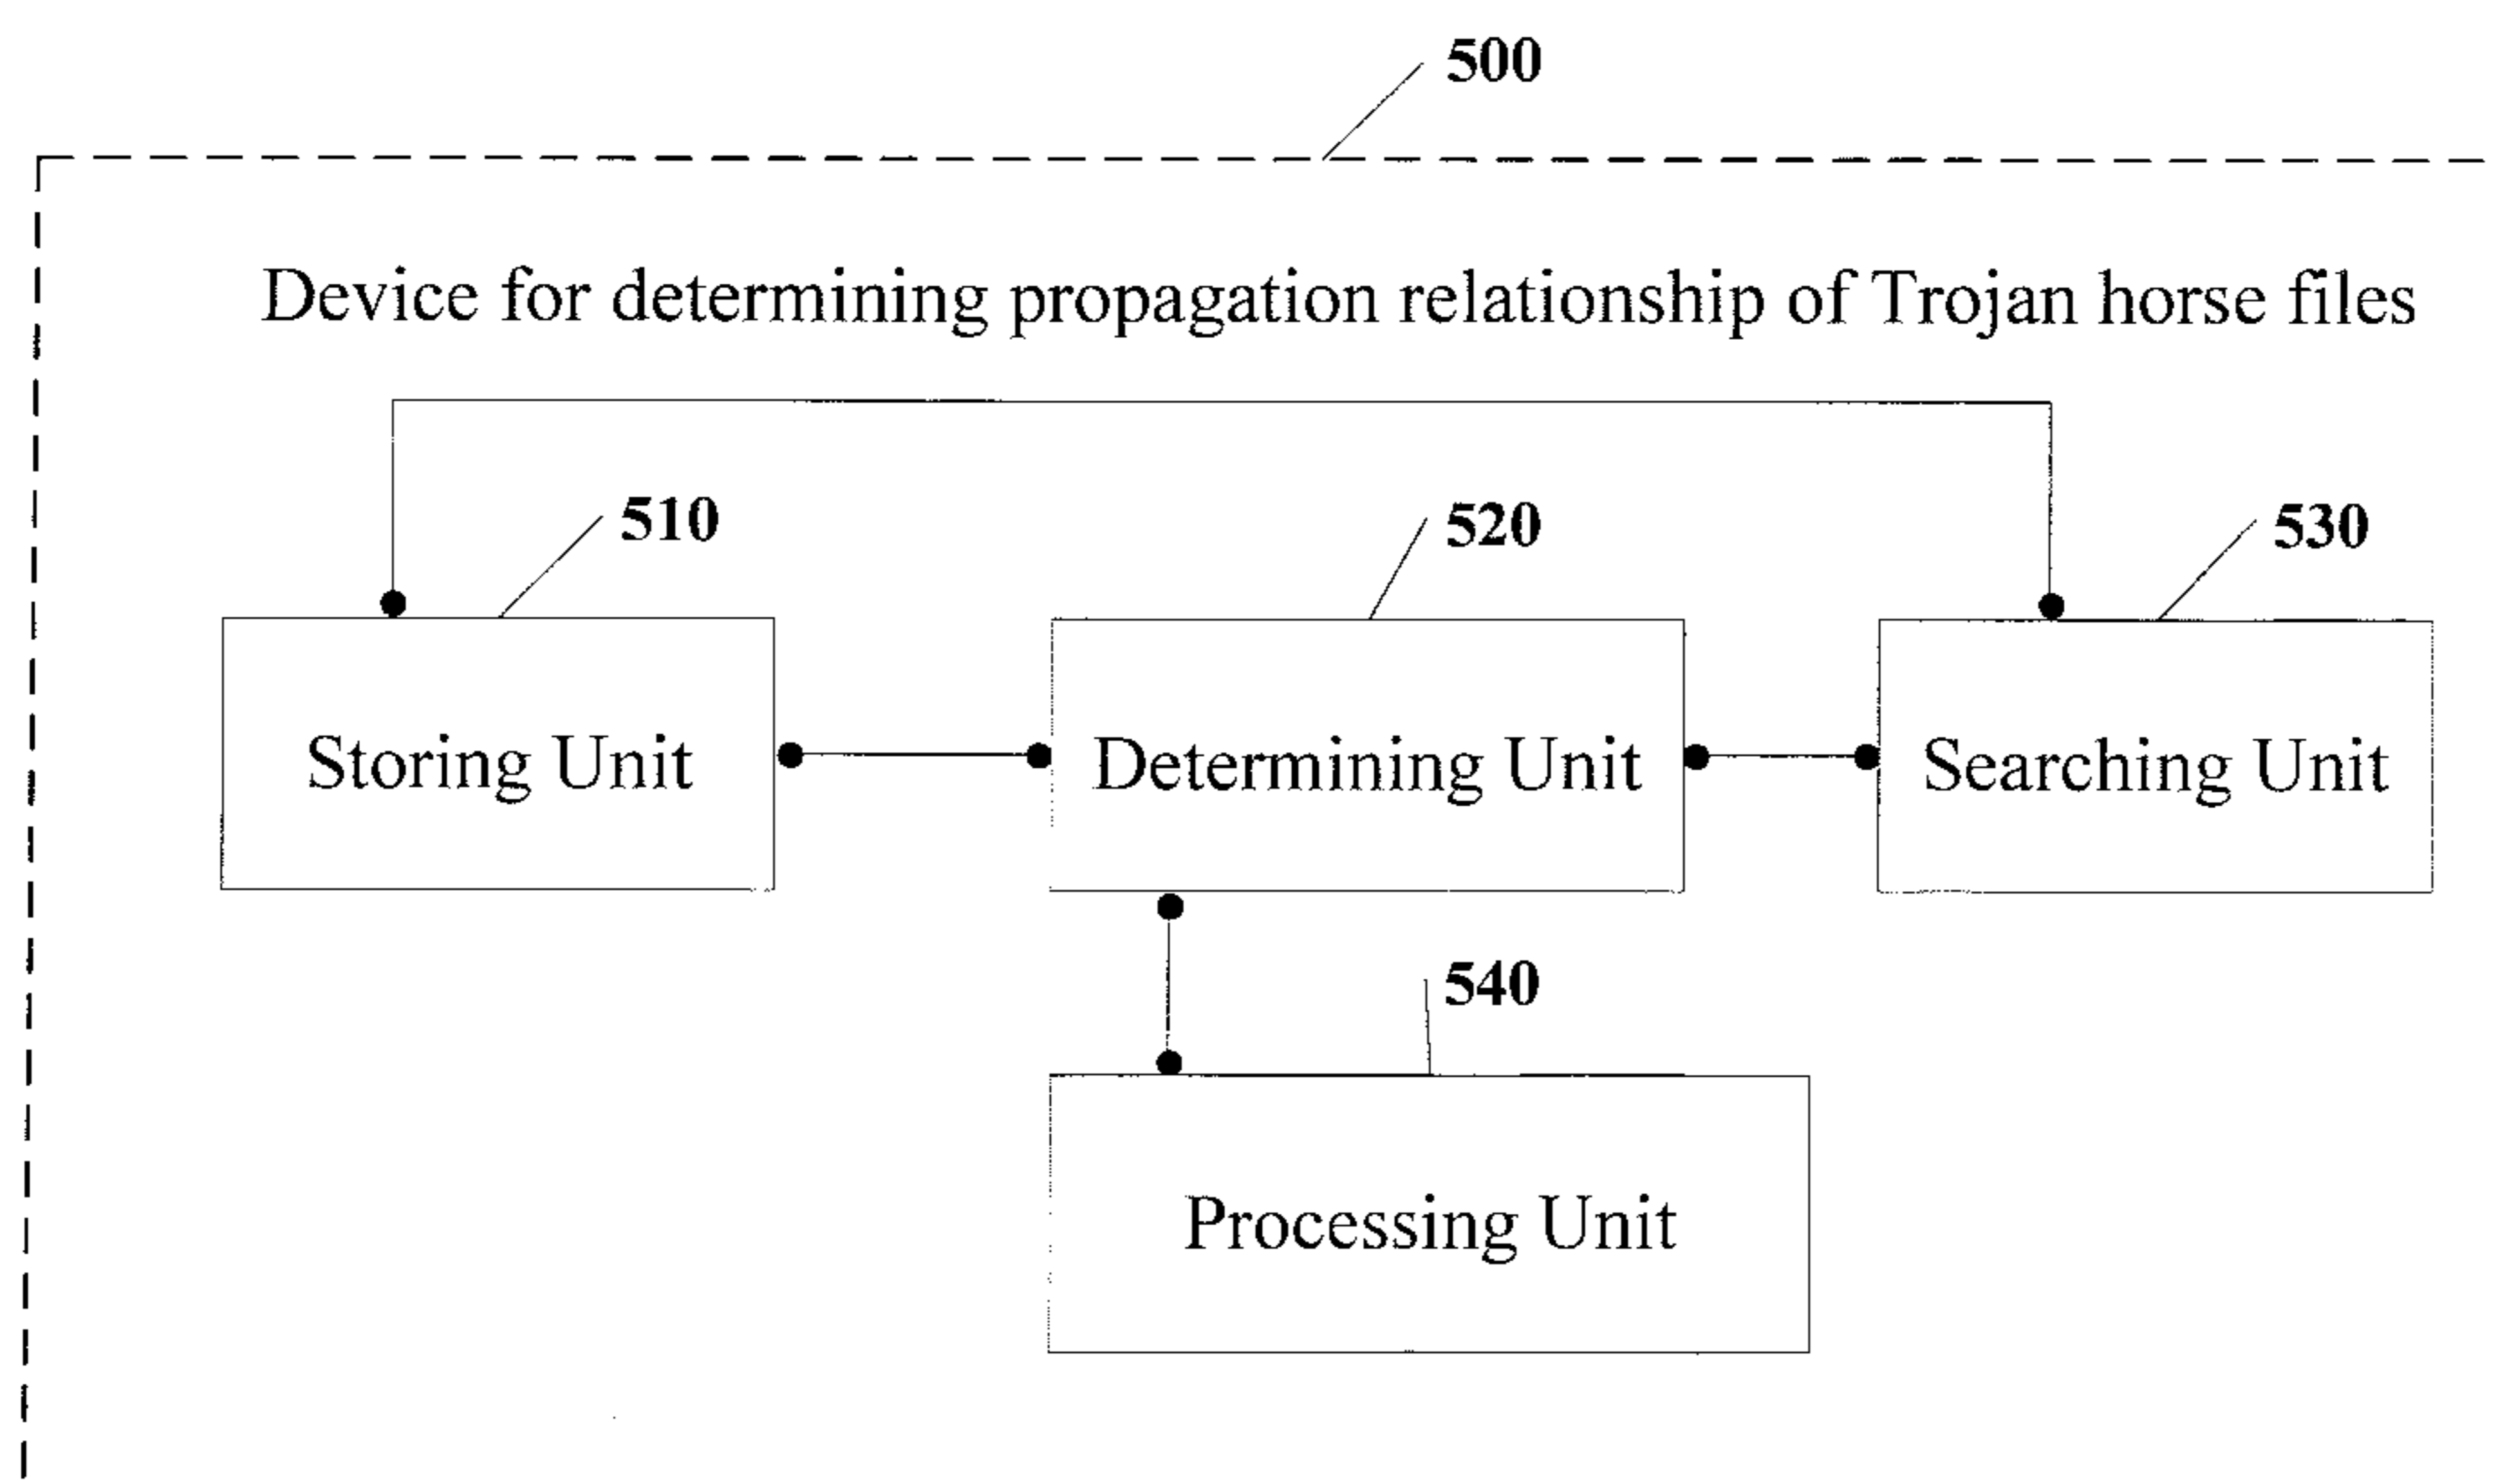 500
Device for determining propagation relationship of Trojan horse files
510
520
530
Storing Unit
Determining Unit
Searching Unit
540
Processing Unit